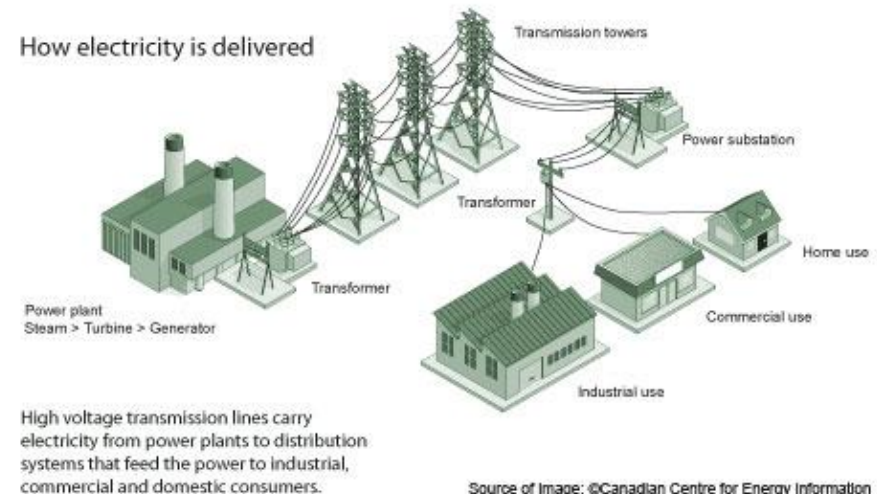 How electricity is delivered
Transmission towers
Power substation
Transformer
Home use
Transformer
Commercial use
Power plant
Steam > Turbine > Generator
Industrial use
High voltage transmission lines carry
electricity from power plants to distribution
systems that feed the power to industrial,
commercial and domestic consumers.
Source of Image: ©Canadian Centre for Energy Information